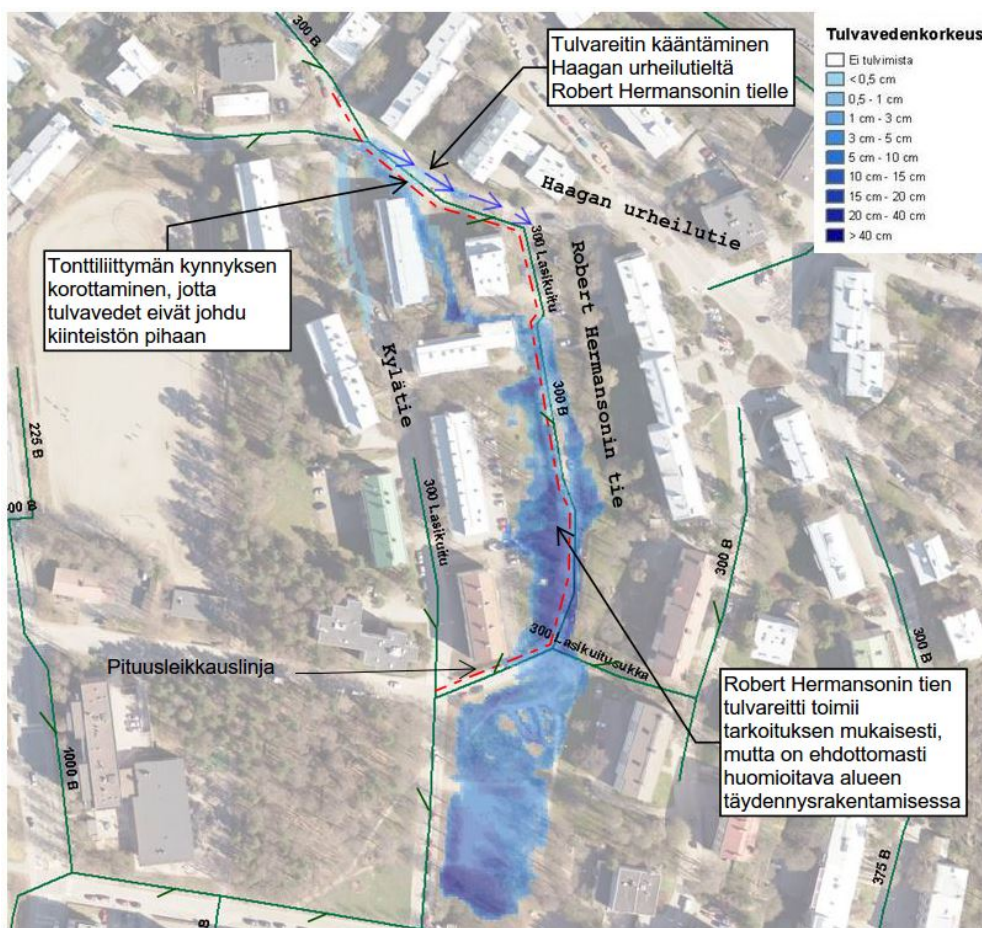 300 B
Tulvareitin kääntäminen
Haagan urheilutieltä
Robert Hermansonin tielle
Tulvavedenkorkeus
Ei tulvimista
< 0,5 cm
0,5 - 1 cm
1 cm - 3 cm
3 cm - 5 cm
5 cm - 10 cm
10 cm - 15 cm
15 cm - 20 cm
20 cm - 40 cm
> 40 cm
Haagan urheilutie
Tonttiliittymän kynnyksen
korottaminen, jotta
tulvavedet eivät johdu
kiinteistön pihaan
300 Lasikuitu
Robert Hermansonin tie
Kylätie
300 B
225 B
300 Lasikuitu
300 B
300 B
300 Lasikuitusukka
Pituusleikkauslinja
Robert Hermansonin tien
tulvareitti toimii
tarkoituksen mukaisesti,
mutta on ehdottomasti
huomioitava alueen
täydennysrakentamisessa
1000 B
375 B
B